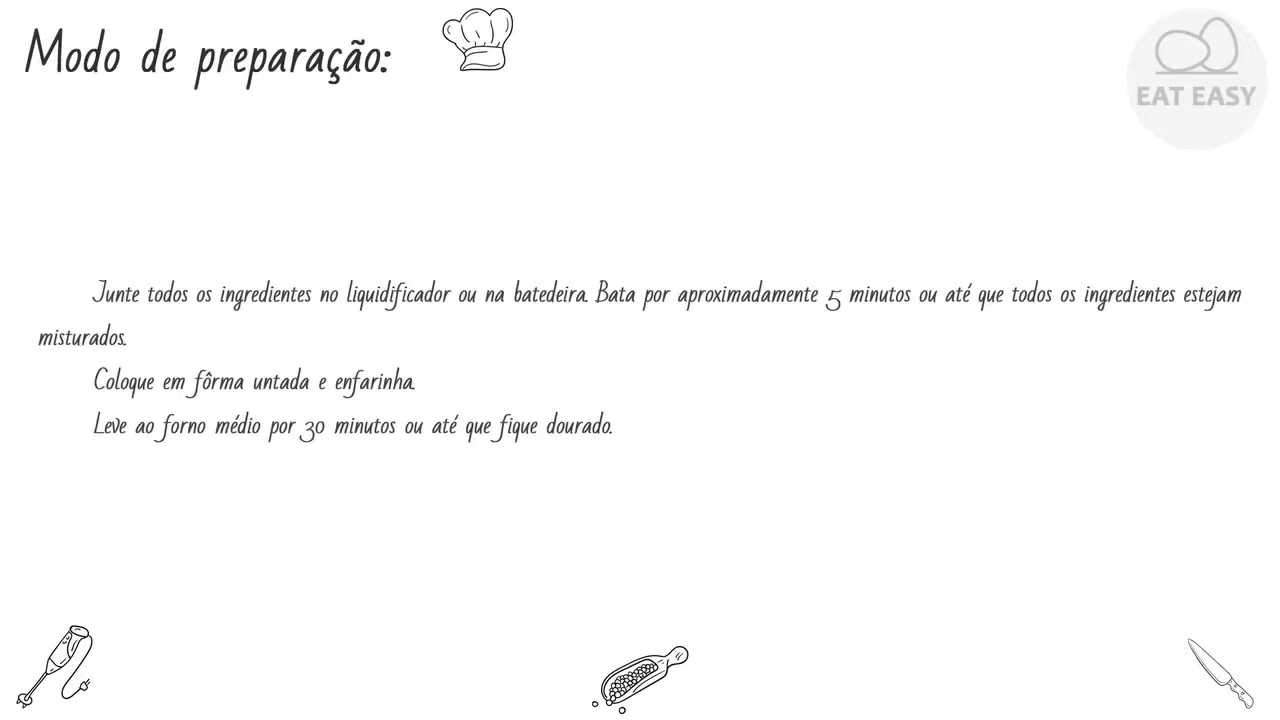 Modo de preparação:
EAT EASY
Junte todos os ingredientes no liquidificador ou na batedeira. Bata por aproximadamente 5 minutos ou até que todos os ingredientes estejam
misturados.
Coloque em fôrma untada e enfarinha.
Leve ao forno médio por 30 minutos ou até que fique dourado.